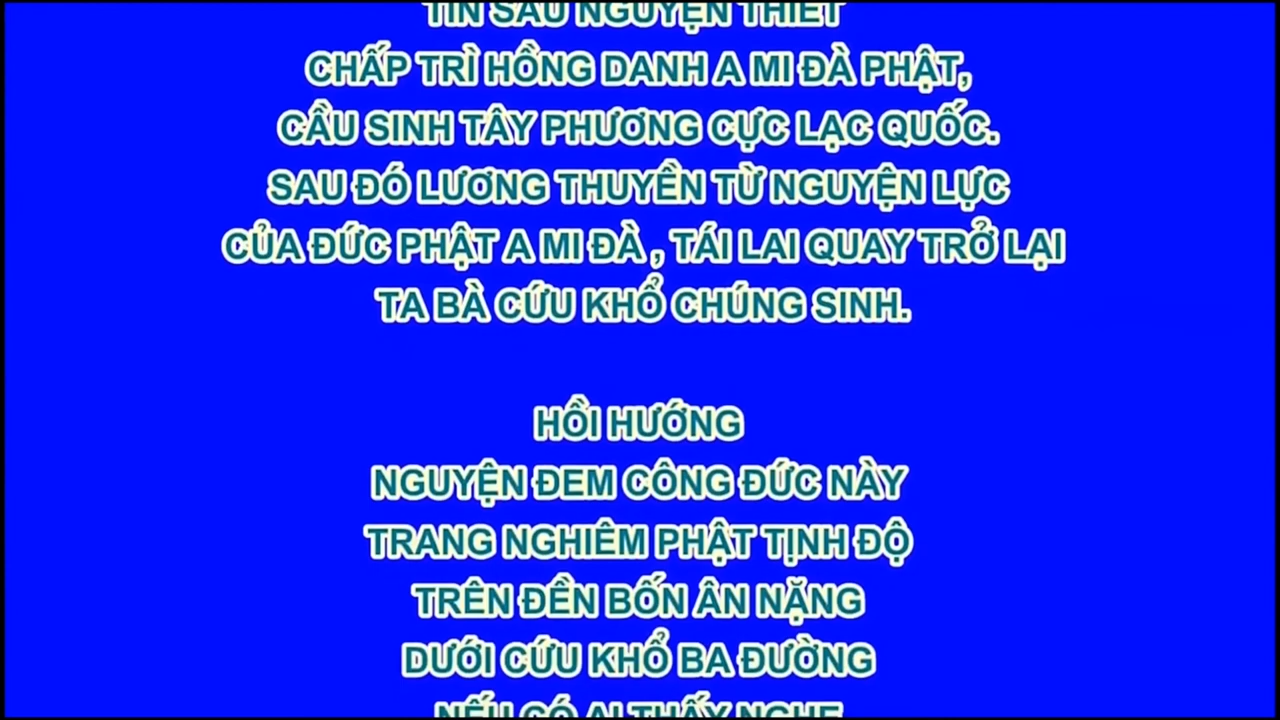 TÍN SÂU NGUYỆN THIẾT
CHẤP TRÌ HỒNG DANH A MI ĐÀ PHẬT,
CẦU SINH TÂY PHƯƠNG CỰC LẠC QUỐC.
SAU ĐÓ LƯƠNG THUYỀN TỪ NGUYỆN LỰC
CỦA ĐỨC PHẬT A MI ĐÀ , TÁI LAI QUAY TRỞ LẠI
TA BÀ CỨU KHỔ CHÚNG SINH.
HỒI HƯỚNG
NGUYỆN ĐEM CÔNG ĐỨC NÀY
TRANG NGHIÊM PHẬT TỊNH ĐỘ
TRÊN ĐỀN BỐN ÂN NẶNG
DƯỚI CỨU KHỔ BA ĐƯỜNG
NẾU CÓ AI THẤY NGHE